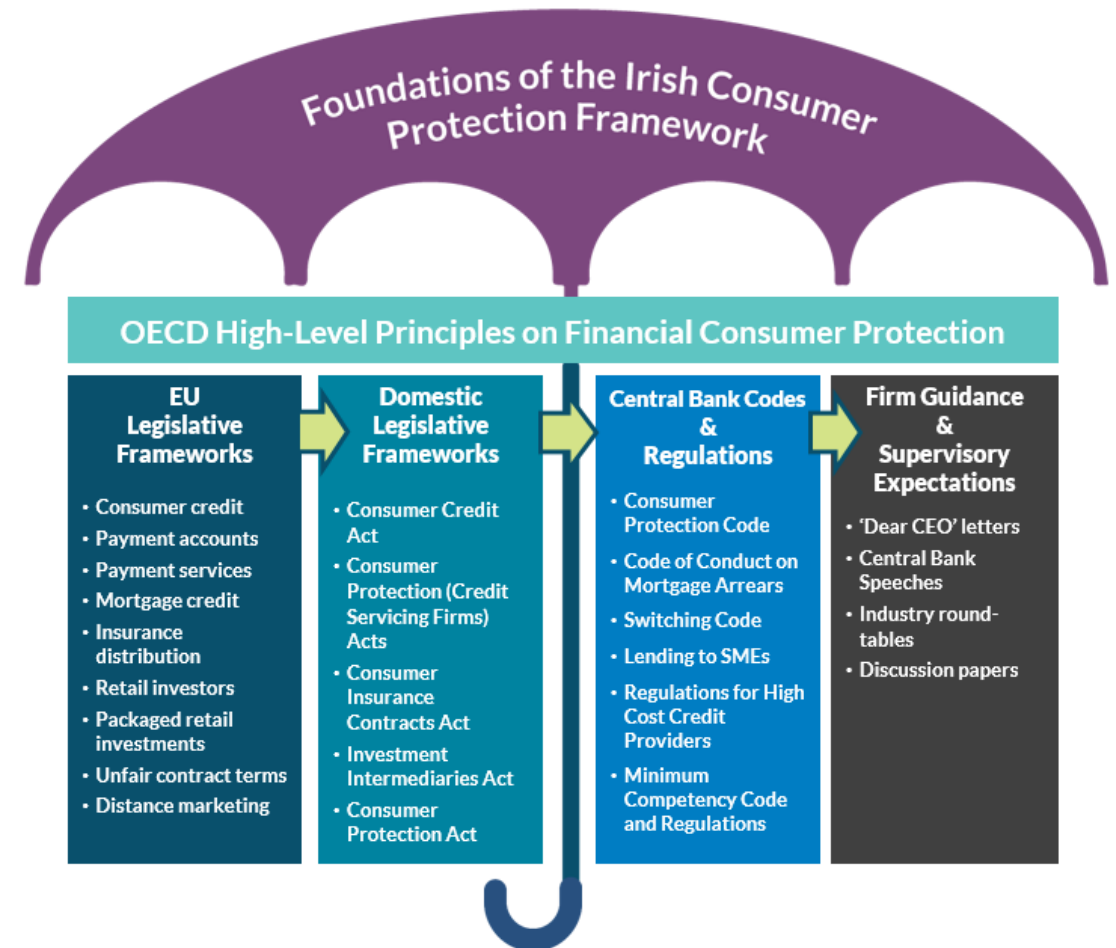 Foundations of the Irish Consumer
Protection Framework
OECD High-Level Principles on Financial Consumer Protection
EU
Legislative
Frameworks
• Consumer credit
• Payment accounts
• Payment services
• Mortgage credit
• Insurance
distribution
• Retail investors
• Packaged retail
investments
• Unfair contract terms
• Distance marketing
Domestic
Legislative
Frameworks
• Consumer Credit
Act
• Consumer
Protection (Credit
Servicing Firms)
Acts
• Consumer
Insurance
Contracts Act
• Investment
Intermediaries Act
• Consumer
Protection Act
Central Bank Codes
&
Regulations
• Consumer
Protection Code
• Code of Conduct on
Mortgage Arrears
• Switching Code
• Lending to SMEs
• Regulations for High
Cost Credit
Providers
• Minimum
Competency Code
and Regulations
Firm Guidance
&
Supervisory
Expectations
• ‘Dear CEO’ letters
• Central Bank
Speeches
• Industry round-
tables
• Discussion papers